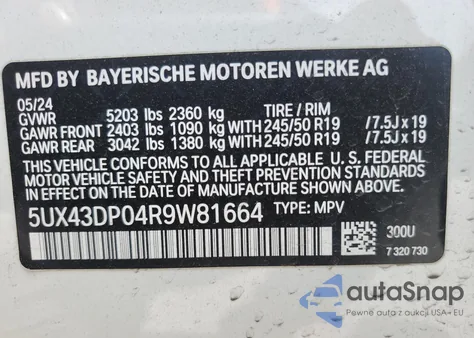 MFD BY BAYERISCHE MOTOREN WERKE AG
05/24
GVWR 5203 lbs 2360 kg TIRE / RIM
GAWR FRONT 2403 lbs 1090 kg WITH 245/50 R19 /7.5J x 19
GAWR REAR 3042 lbs 1380 kg WITH 245/50 R19 /7.5J x 19
THIS VEHICLE CONFORMS TO ALL APPLICABLE U.S. FEDERAL
MOTOR VEHICLE SAFETY AND THEFT PREVENTION STANDARDS
IN EFFECT ON THE DATE OF MANUFACTURE SHOWN ABOVE.
5UX43DP04R9W81664 TYPE: MPV
300U
7 320 730
autoSnap
Pewne auto z aukcji USA - EU